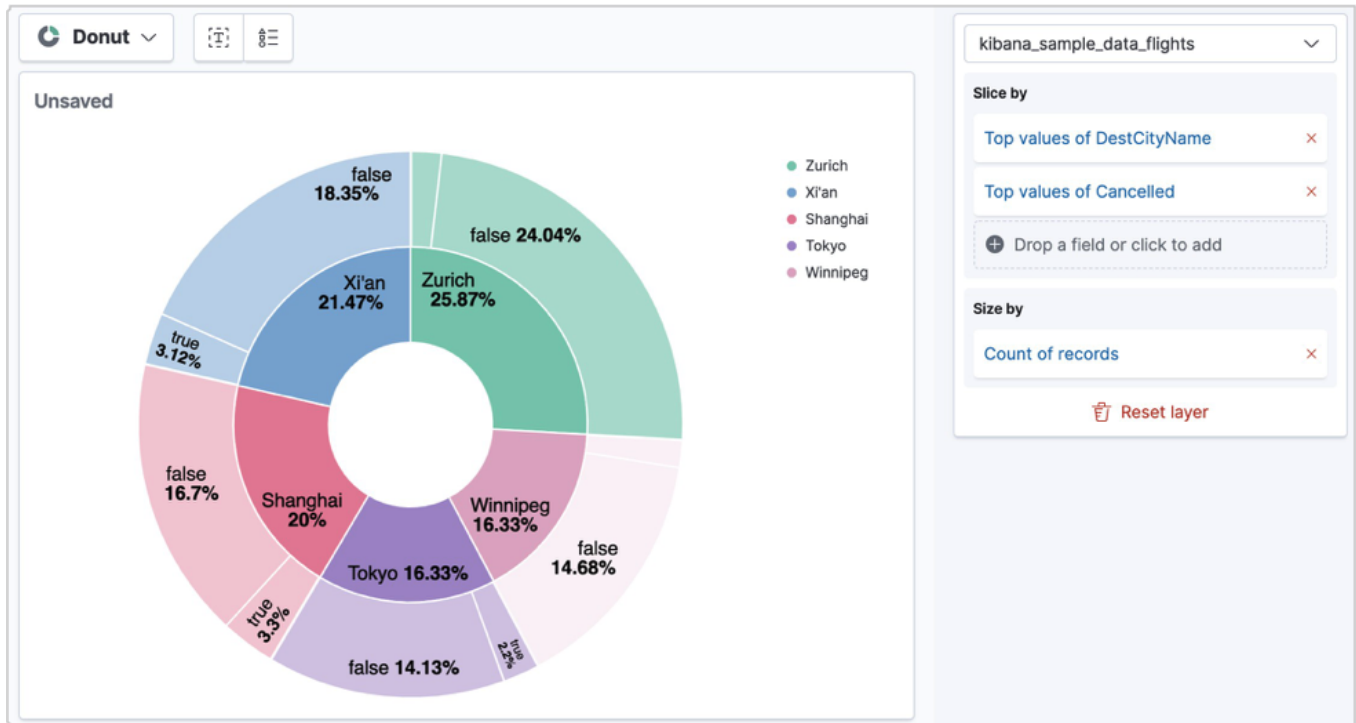 Donut
Unsaved
false
18.35%
false 24.04%
Xi'an
21.47%
Zurich
25.87%
true
3.12%
false
16.7%
Shanghai
20%
Winnipeg
16.33%
false
14.68%
Tokyo 16.33%
true
3.3%
true
2.2%
false 14.13%
Zurich
Xi'an
Shanghai
Tokyo
Winnipeg
kibana_sample_data_flights
Slice by
Top values of DestCityName
Top values of Cancelled
Drop a field or click to add
Size by
Count of records
Reset layer